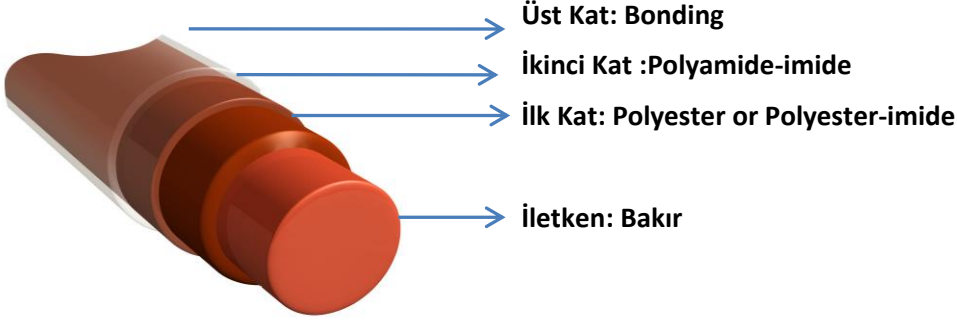 Üst Kat: Bonding
İkinci Kat :Polyamide-imide
İlk Kat: Polyester or Polyester-imide
İletken: Bakır